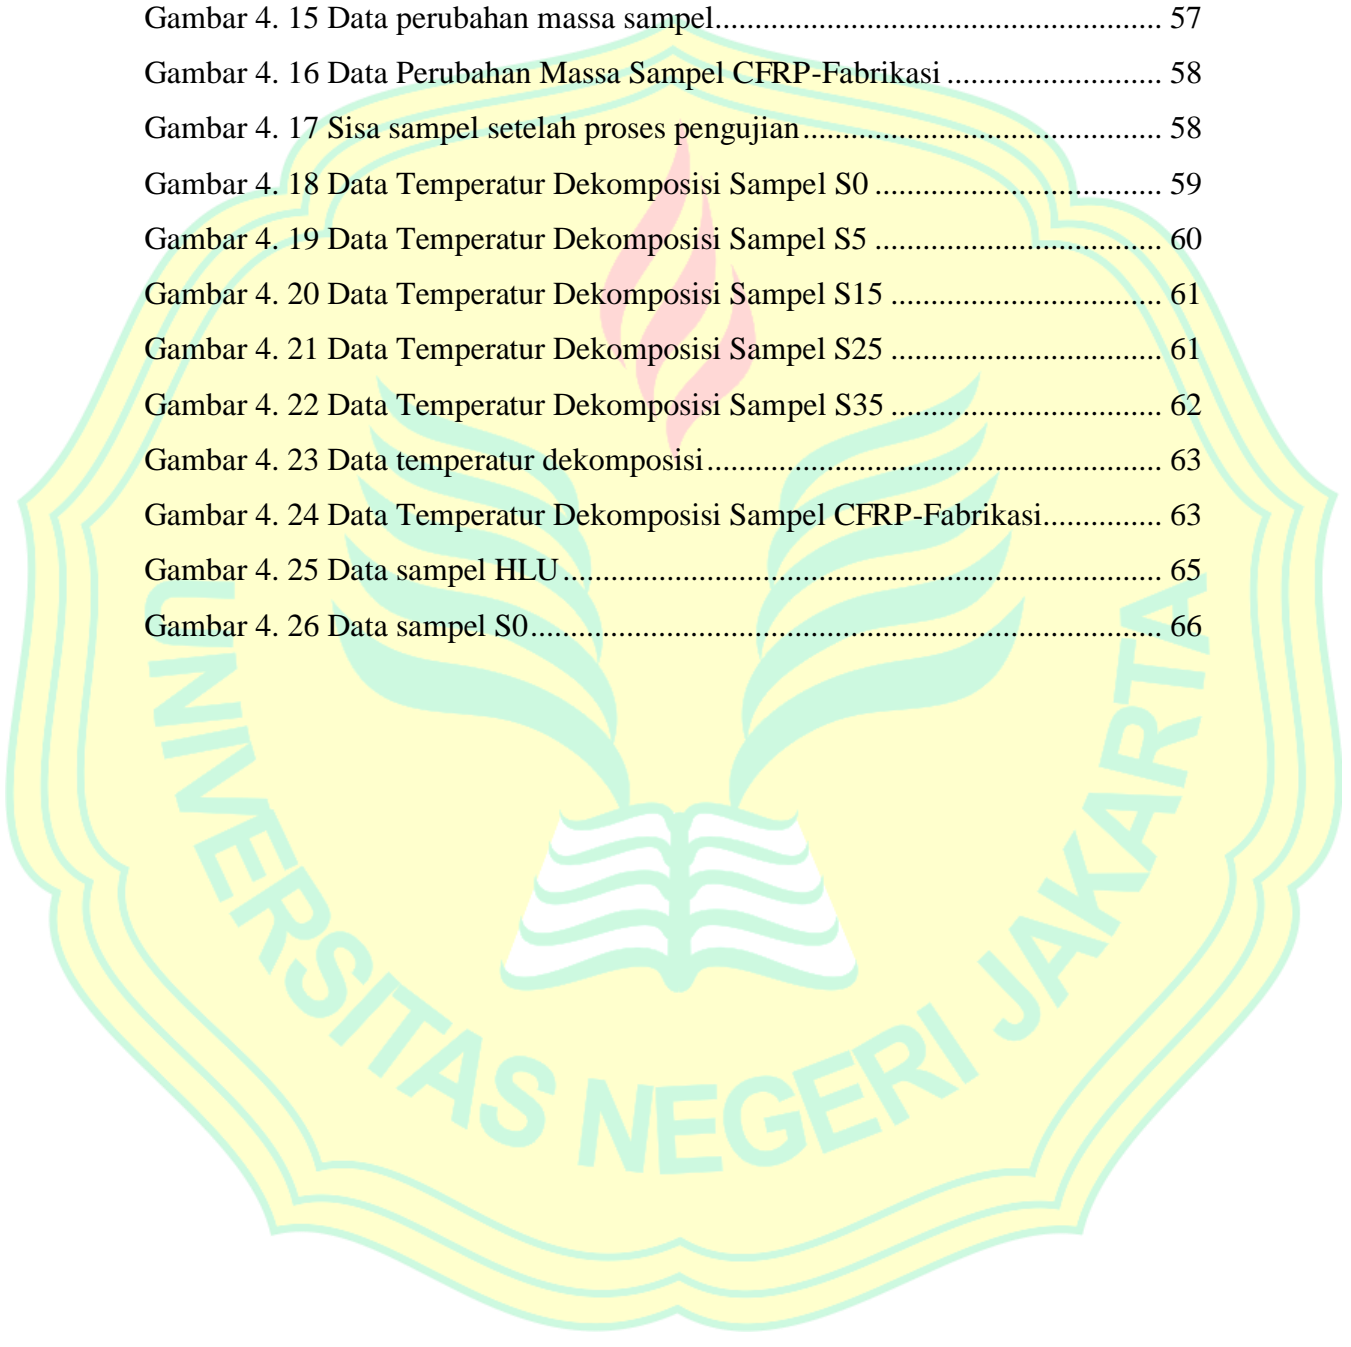 Gambar 4. 15 Data perubahan massa sampel.......................................................... 57
Gambar 4. 16 Data Perubahan Massa Sampel CFRP-Fabrikasi ........................... 58
Gambar 4. 17 Sisa sampel setelah proses pengujian............................................ 58
Gambar 4. 18 Data Temperatur Dekomposisi Sampel S0 ................................... 59
Gambar 4. 19 Data Temperatur Dekomposisi Sampel S5 ................................... 60
Gambar 4. 20 Data Temperatur Dekomposisi Sampel S15 ................................. 61
Gambar 4. 21 Data Temperatur Dekomposisi Sampel S25 ................................. 61
Gambar 4. 22 Data Temperatur Dekomposisi Sampel S35 ................................. 62
Gambar 4. 23 Data temperatur dekomposisi....................................................... 63
Gambar 4. 24 Data Temperatur Dekomposisi Sampel CFRP-Fabrikasi.............. 63
Gambar 4. 25 Data sampel HLU......................................................................... 65
Gambar 4. 26 Data sampel S0............................................................................. 66
UNIVERSITAS NEGERI JAKARTA